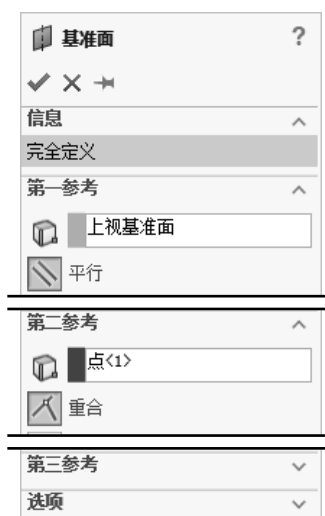 基准面 ?
信息
完全定义
第一参考
上视基准面
平行
第二参考
点<1>
重合
第三参考
选项